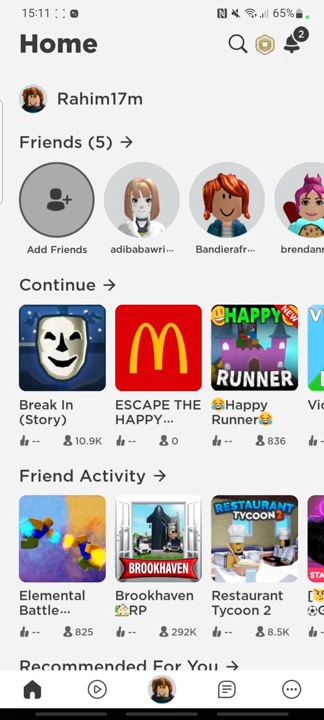 15:11
65%
Home
2
Rahim17m
Friends (5) →
Add Friends
adibabawri...
Bandierafr...
brendanr
Continue →
HAPPY
NEW
RUNNER
Break In
(Story)
ESCAPE THE
HAPPY...
😂Happy
Runner😂
Vic
-- 10.9K
-- 0
-- 836
Friend Activity →
BROOKHAVEN
RESTAURANT
TYCOON 2
STA
Elemental
Battle...
Brookhaven
🏡RP
Restaurant
Tycoon 2
-- 825
-- 292K
-- 8.5K
Recommended For You →